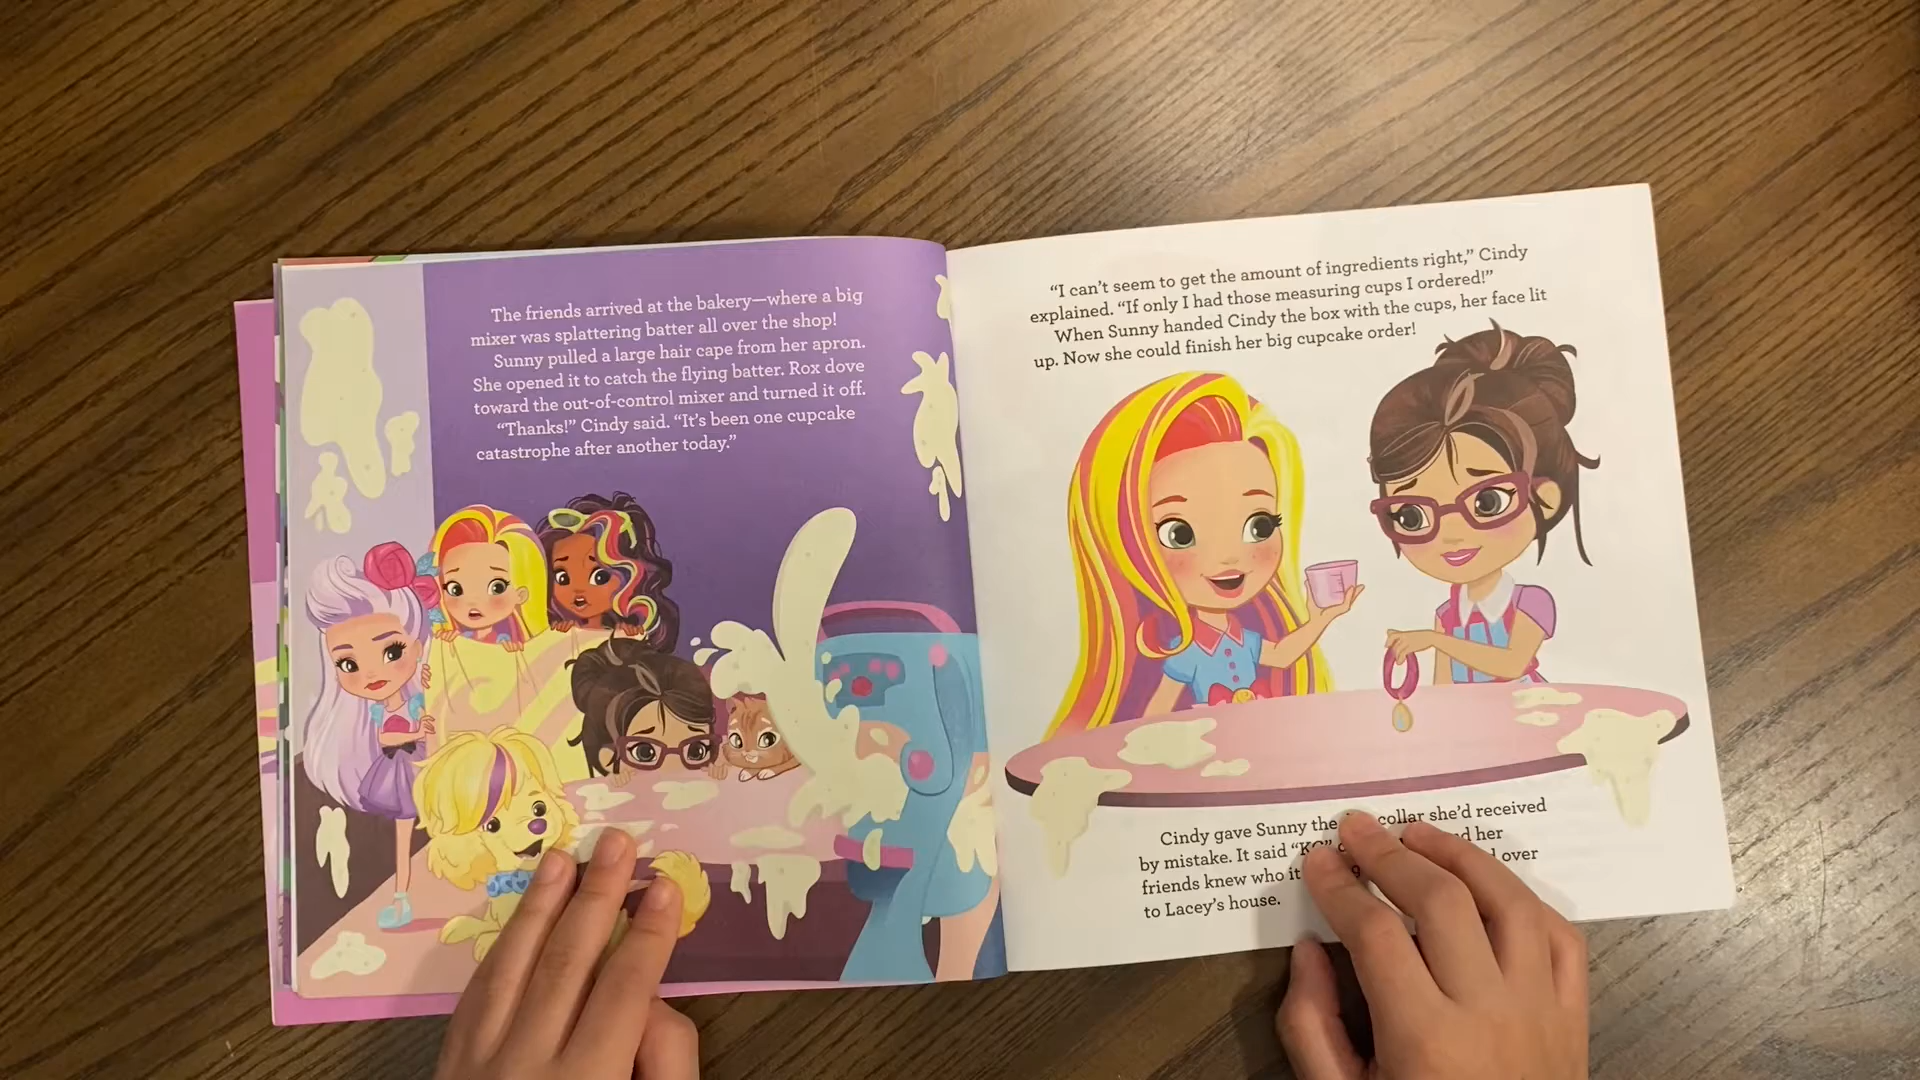 The friends arrived at the bakery—where a big
mixer was splattering batter all over the shop!
Sunny pulled a large hair cape from her apron.
She opened it to catch the flying batter. Rox dove
toward the out-of-control mixer and turned it off.
“Thanks!” Cindy said. “It’s been one cupcake
catastrophe after another today.”
“I can’t seem to get the amount of ingredients right,” Cindy
explained. “If only I had those measuring cups I ordered!”
When Sunny handed Cindy the box with the cups, her face lit
up. Now she could finish her big cupcake order!
Cindy gave Sunny the collar she’d received
by mistake. It said “KC” her
friends knew who it over
to Lacey’s house.